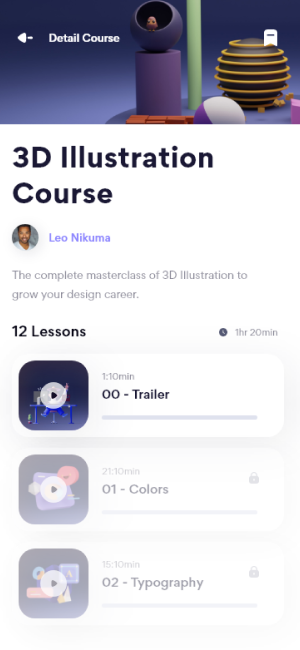 Detail Course
3D Illustration
Course
Leo Nikuma
The complete masterclass of 3D Illustration to
grow your design career.
12 Lessons
1hr 20min
1:10min
00 - Trailer
21:10min
01 - Colors
15:10min
02 - Typography